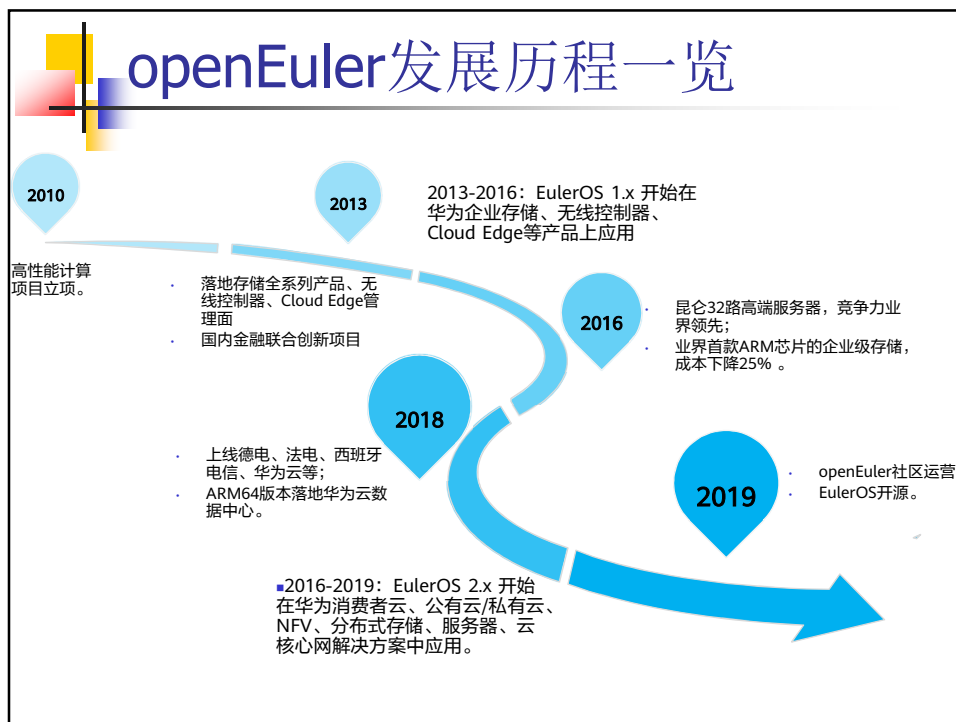 openEuler发展历程一览
2010
高性能计算
项目立项。
2013
· 落地存储全系列产品、无
线控制器、Cloud Edge管
理面
· 国内金融联合创新项目
2013-2016：EulerOS 1.x 开始在
华为企业存储、无线控制器、
Cloud Edge等产品上应用
2016
· 昆仑32路高端服务器，竞争力业
界领先；
· 业界首款ARM芯片的企业级存储，
成本下降25% 。
2018
· 上线德电、法电、西班牙
电信、华为云等；
· ARM64版本落地华为云数
据中心。
2019
· openEuler社区运营
· EulerOS开源。
■2016-2019：EulerOS 2.x 开始
在华为消费者云、公有云/私有云、
NFV、分布式存储、服务器、云
核心网解决方案中应用。